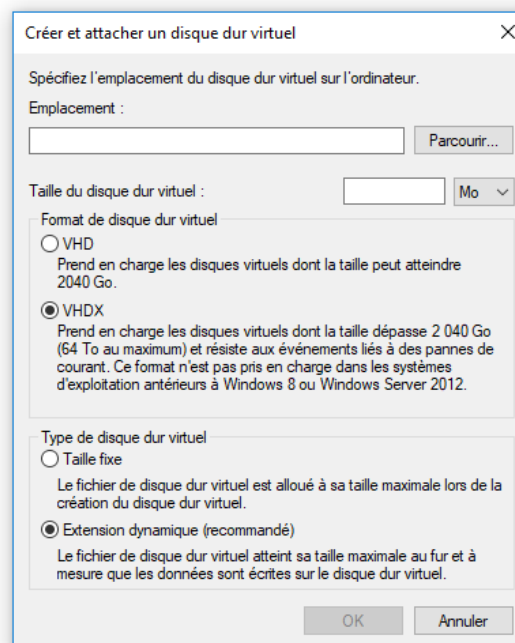 Créer et attacher un disque dur virtuel
Spécifiez l'emplacement du disque dur virtuel sur l'ordinateur.
Emplacement :
Parcourir...
Taille du disque dur virtuel :
Mo
Format de disque dur virtuel
VHD
Prend en charge les disques virtuels dont la taille peut atteindre
2040 Go.
VHDX
Prend en charge les disques virtuels dont la taille dépasse 2 040 Go
(64 To au maximum) et résiste aux événements liés à des pannes de
courant. Ce format n'est pas pris en charge dans les systèmes
d'exploitation antérieurs à Windows 8 ou Windows Server 2012.
Type de disque dur virtuel
Taille fixe
Le fichier de disque dur virtuel est alloué à sa taille maximale lors de la
création du disque dur virtuel.
Extension dynamique (recommandé)
Le fichier de disque dur virtuel atteint sa taille maximale au fur et à
mesure que les données sont écrites sur le disque dur virtuel.
OK
Annuler